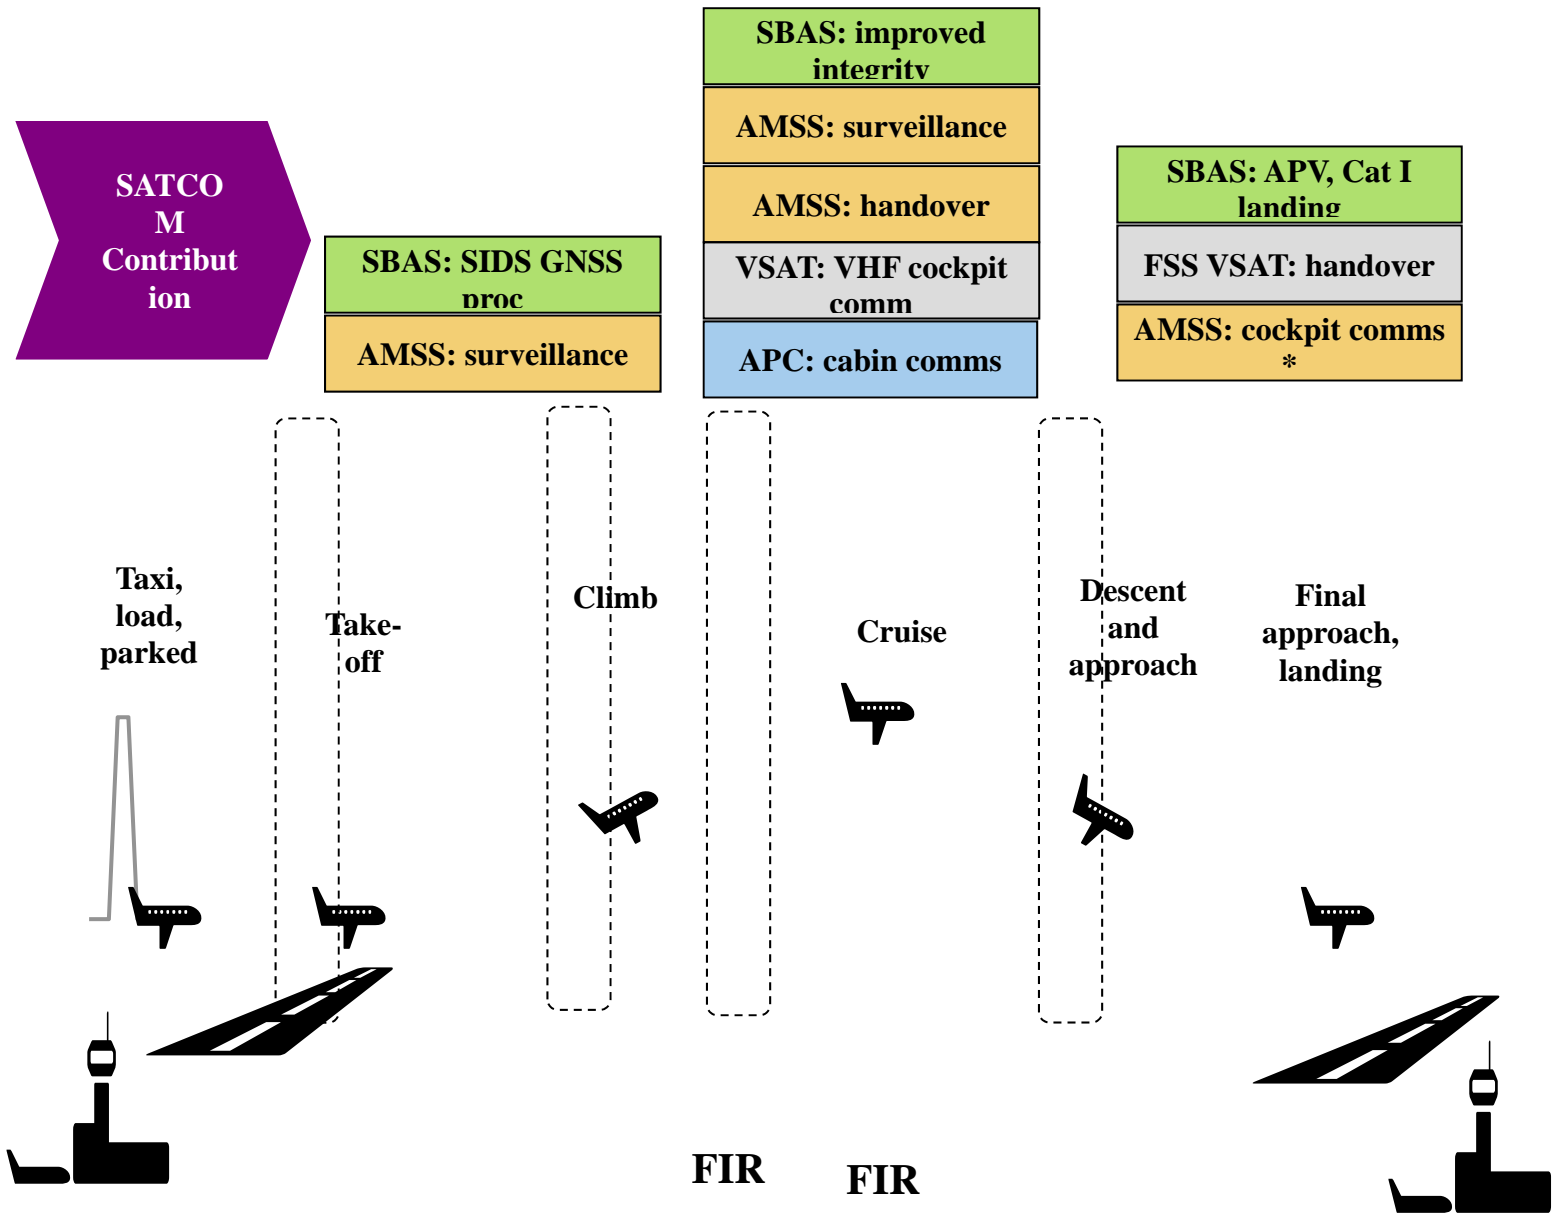 SBAS: improved
integrity
AMSS: surveillance
AMSS: handover
VSAT: VHF cockpit
comm
APC: cabin comms
SATCO
M
Contribut
ion
SBAS: SIDS GNSS
proc
AMSS: surveillance
SBAS: APV, Cat I
landing
FSS VSAT: handover
AMSS: cockpit comms
*
Taxi,
load,
parked
Take-
off
Climb
Cruise
Descent
and
approach
Final
approach,
landing
FIR
FIR